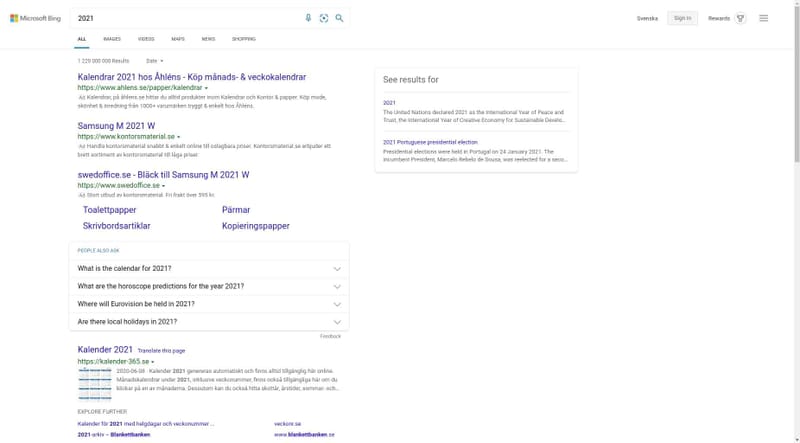 Microsoft Bing
2021
Svenska
Sign in
Rewards
ALL IMAGES VIDEOS MAPS NEWS SHOPPING
1 220 000 000 Results Date
Kalendrar 2021 hos Åhléns - Köp månads- & veckokalendrar
https://www.ahlens.se/papper/kalendrar
Ad Kalendrar, på åhlens.se hittar du alltid produkter inom Kalendrar och Kontor & papper. Köp mode,
skönhet & inredning från 1000+ varumärken tryggt & enkelt hos Åhléns.
Samsung M 2021 W
https://www.kontorsmaterial.se
Ad Handla kontorsmaterial snabbt & enkelt online till oslagbara priser. Kontorsmaterial.se erbjuder ett
brett sortiment av kontorsmaterial till låga priser
swedoffice.se - Bläck till Samsung M 2021 W
https://www.swedoffice.se
Ad Stort utbud av kontorsmaterial. Fri frakt över 595 kr.
Toalettpapper Pärmar
Skrivbordsartiklar Kopieringspapper
PEOPLE ALSO ASK
What is the calendar for 2021?
What are the horoscope predictions for the year 2021?
Where will Eurovision be held in 2021?
Are there local holidays in 2021?
Feedback
Kalender 2021 Translate this page
https://kalender-365.se
2020-06-08 · Kalender 2021 genereras automatiskt och finns alltid tillgänglig här online.
Månadskalendrar under 2021, inklusive veckonummer, finns också tillgängliga här om du
klickar på en av månaderna. Dessutom kan du också hitta skottår, årstider, sommar- och...
EXPLORE FURTHER
Kalender för 2021 med helgdagar och veckonummer ... veckonr.se
2021-arkiv – Blankettbanken www.blankettbanken.se
See results for
2021
The United Nations declared 2021 as the International Year of Peace and
Trust, the International Year of Creative Economy for Sustainable Develo...
2021 Portuguese presidential election
Presidential elections were held in Portugal on 24 January 2021. The
incumbent President, Marcelo Rebelo de Sousa, was reelected for a seco...